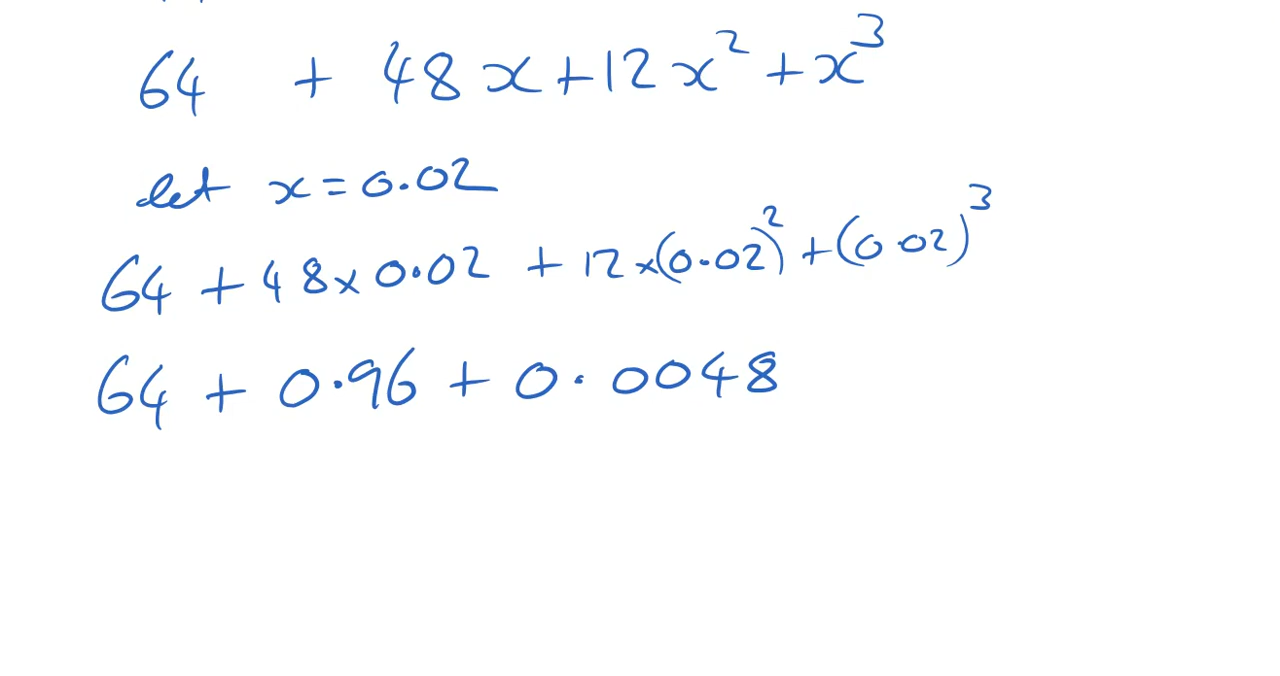 64 + 48x + 12x² + x³
let x = 0.02
64 + 48 × 0.02 + 12 × (0.02)² + (0.02)³
64 + 0.96 + 0.0048